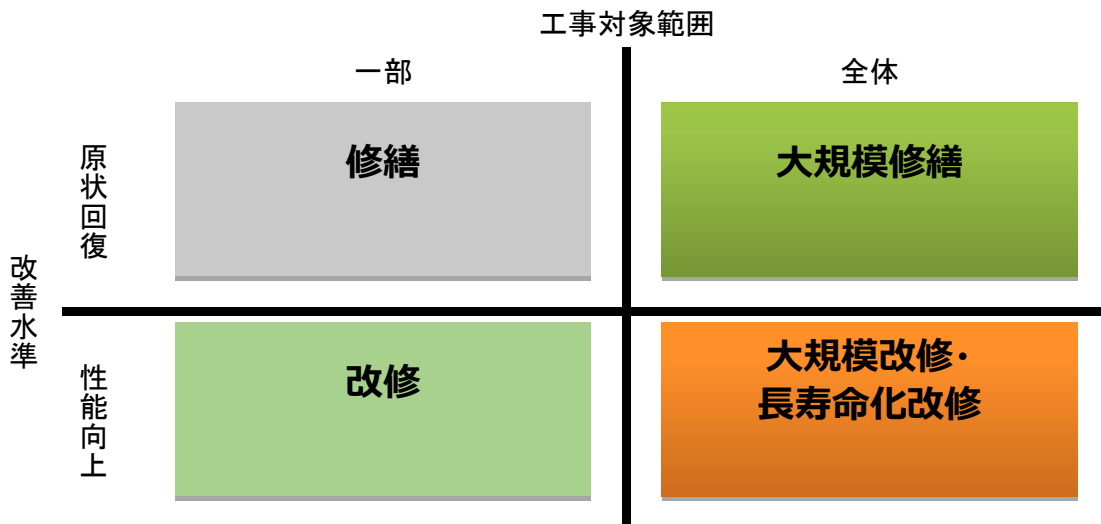 工事対象範囲
一部
全体
改善水準
原状回復
修繕
大規模修繕
性能向上
改修
大規模改修・
長寿命化改修